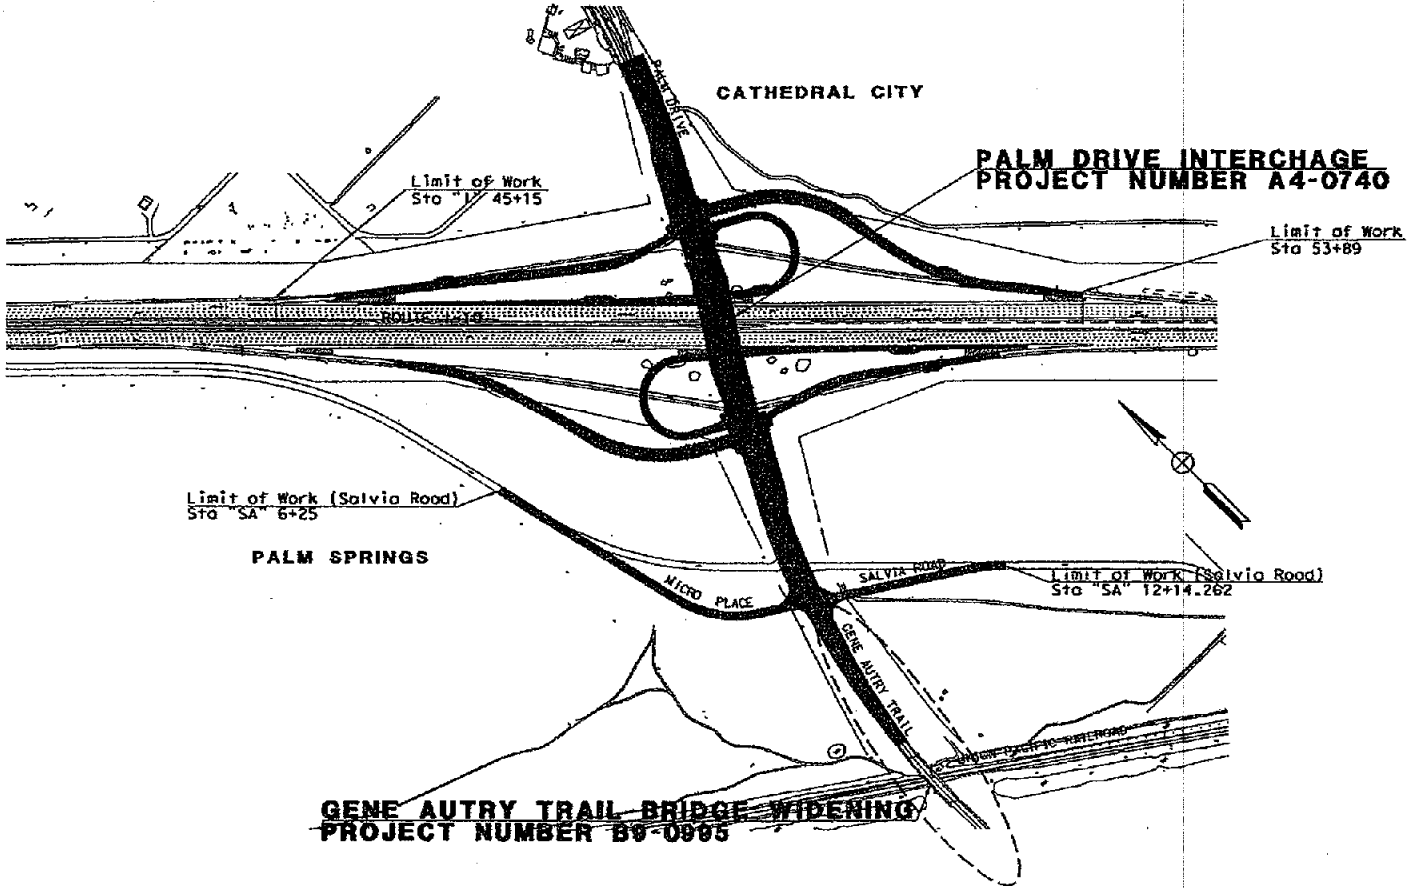 CATHEDRAL CITY
PALM DRIVE
PALM DRIVE INTERCHAGE
PROJECT NUMBER A4-0740
Limit of Work
Sta "L" 45+15
Limit of Work
Sta 53+89
ROUTE I-10
Limit of Work (Salvia Road)
Sta "SA" 6+25
PALM SPRINGS
MICRO PLACE
SALVIA ROAD
Limit of Work (Salvia Road)
Sta "SA" 12+14.262
GENE AUTRY TRAIL
UNION PACIFIC RAILROAD
GENE AUTRY TRAIL BRIDGE WIDENING
PROJECT NUMBER B9-0995